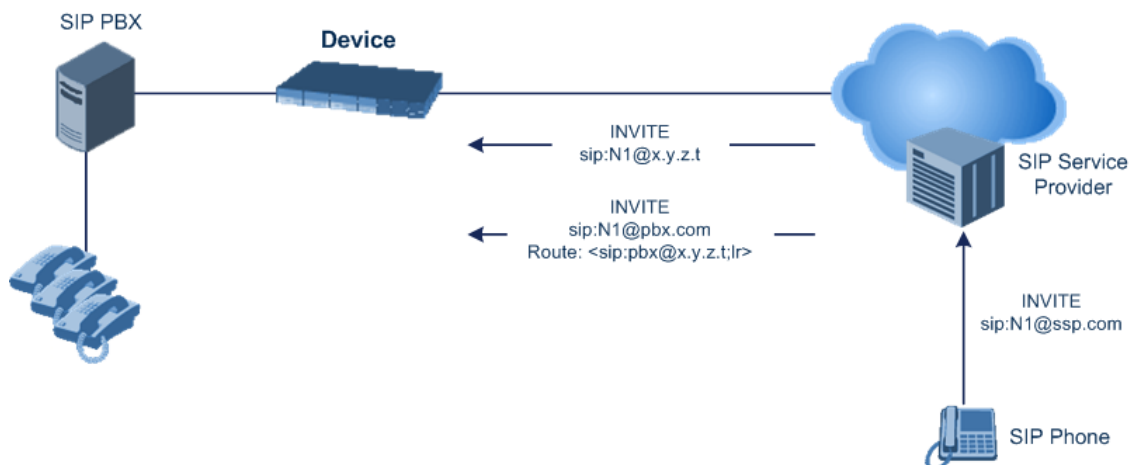 SIP PBX
Device
INVITE
sip:N1@x.y.z.t
SIP Service
Provider
INVITE
sip:N1@pbx.com
Route: <sip:pbx@x.y.z.t;lr>
INVITE
sip:N1@ssp.com
SIP Phone